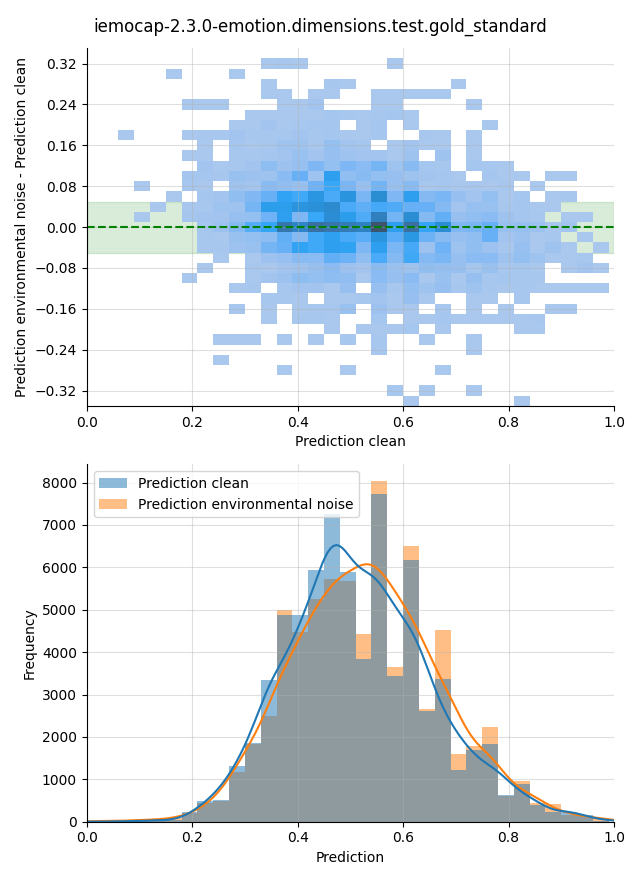 iemocap-2.3.0-emotion.dimensions.test.gold_standard
Prediction environmental noise - Prediction clean
0.32
0.24
0.16
0.08
0.00
−0.08
−0.16
−0.24
−0.32
0.0 0.2 0.4 0.6 0.8 1.0
Prediction clean
Prediction clean
Prediction environmental noise
Frequency
8000
7000
6000
5000
4000
3000
2000
1000
0
0.0 0.2 0.4 0.6 0.8 1.0
Prediction